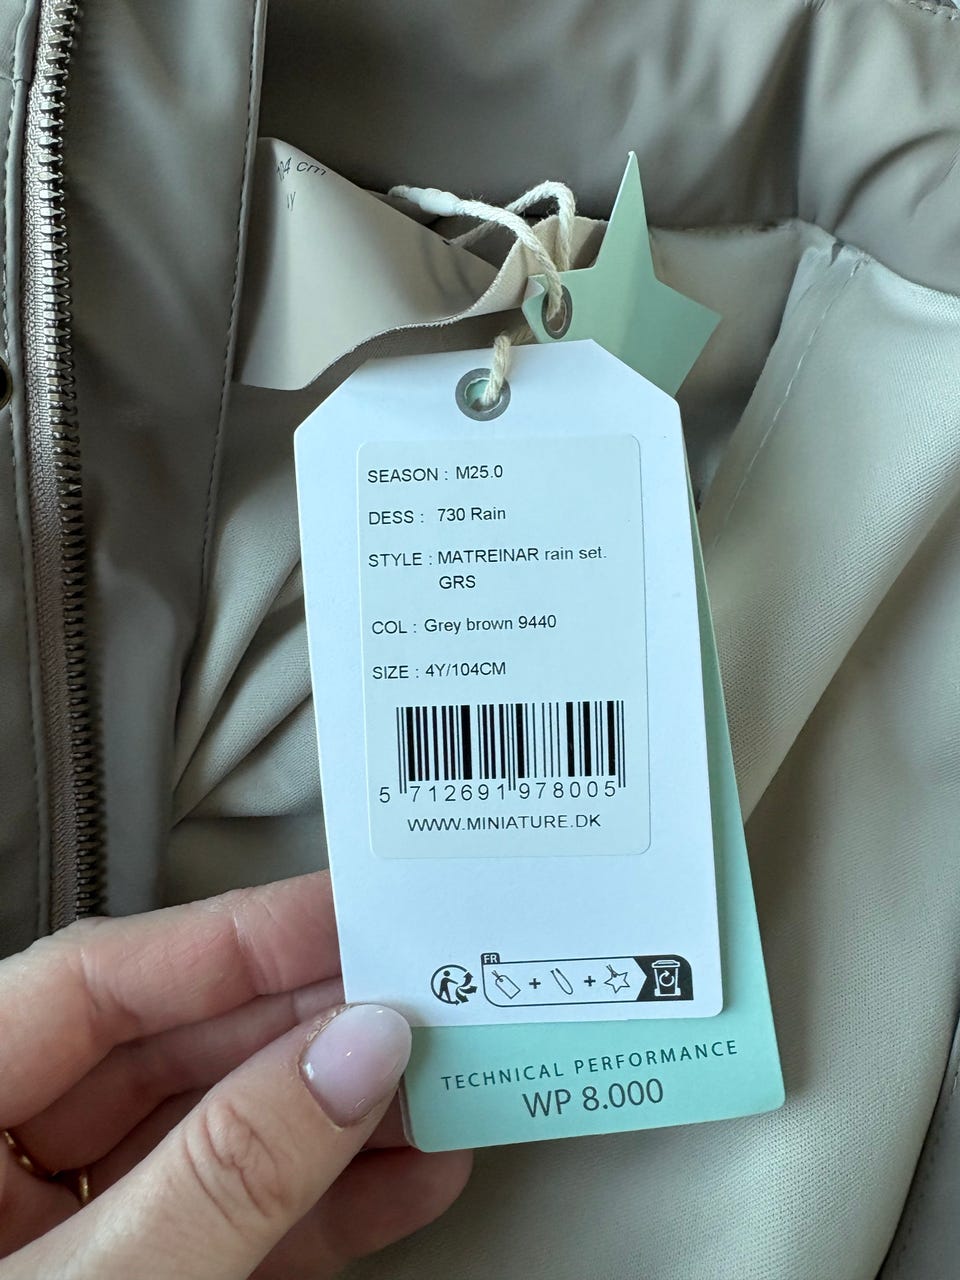 cm
SEASON : M25.0
DESS : 730 Rain
STYLE : MATREINAR rain set.
GRS
COL : Grey brown 9440
SIZE : 4Y/104CM
5 712691 978005
WWW.MINIATURE.DK
FR
TECHNICAL PERFORMANCE
WP 8.000